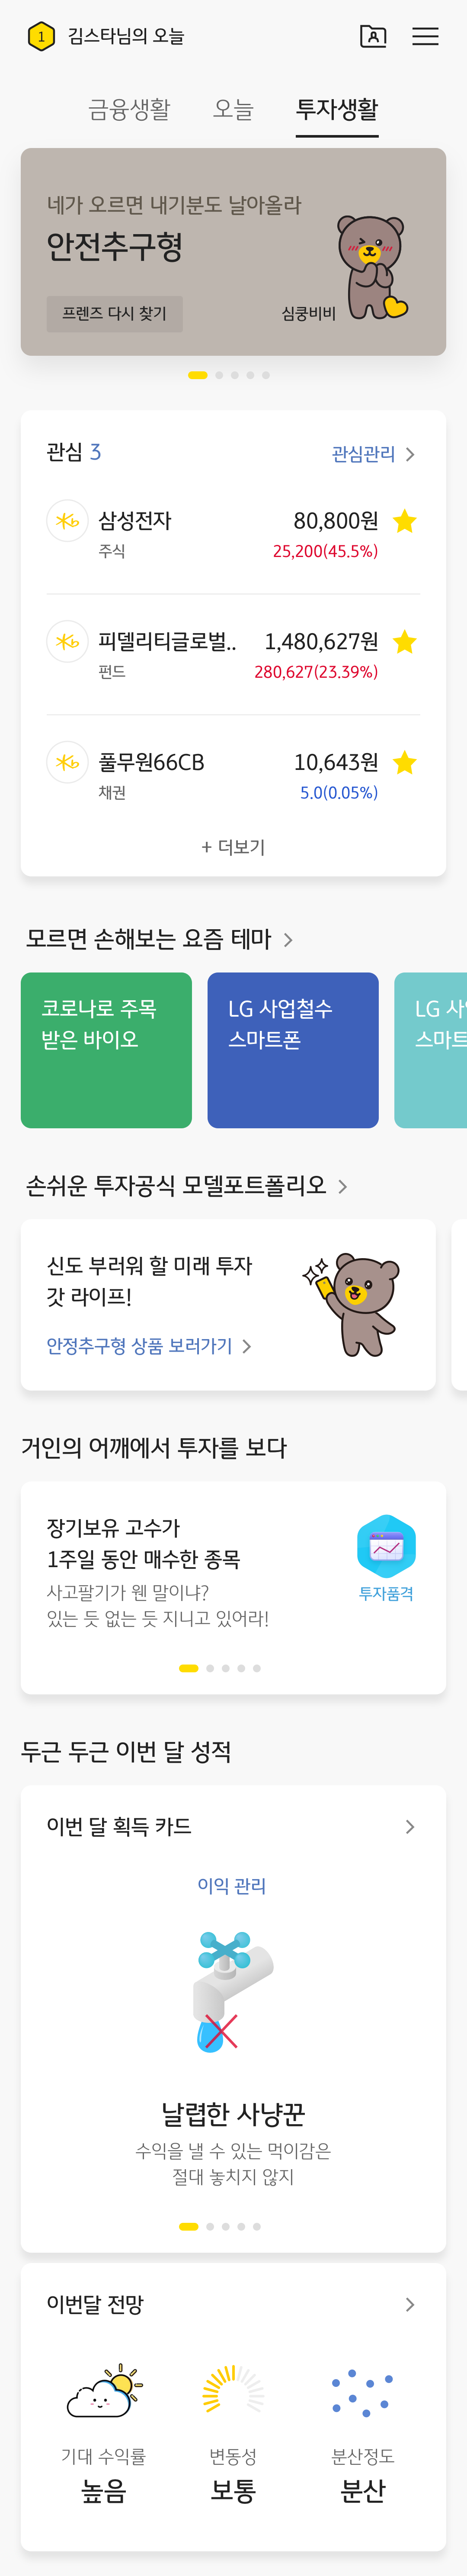 1 김스타님의 오늘
금융생활 오늘 투자생활
네가 오르면 내기분도 날아올라
안전추구형
프렌즈 다시 찾기
심쿵비비
관심 3
관심관리
삼성전자 80,800원
주식 25,200(45.5%)
피델리티글로벌.. 1,480,627원
펀드 280,627(23.39%)
풀무원66CB 10,643원
채권 5.0(0.05%)
+ 더보기
모르면 손해보는 요즘 테마
코로나로 주목
받은 바이오
LG 사업철수
스마트폰
LG 사
스마트
손쉬운 투자공식 모델포트폴리오
신도 부러워 할 미래 투자
갓 라이프!
안정추구형 상품 보러가기
거인의 어깨에서 투자를 보다
장기보유 고수가
1주일 동안 매수한 종목
사고팔기가 웬 말이냐?
있는 듯 없는 듯 지니고 있어라!
투자품격
두근 두근 이번 달 성적
이번 달 획득 카드
이익 관리
날렵한 사냥꾼
수익을 낼 수 있는 먹이감은
절대 놓치지 않지
이번달 전망
기대 수익률 변동성 분산정도
높음 보통 분산